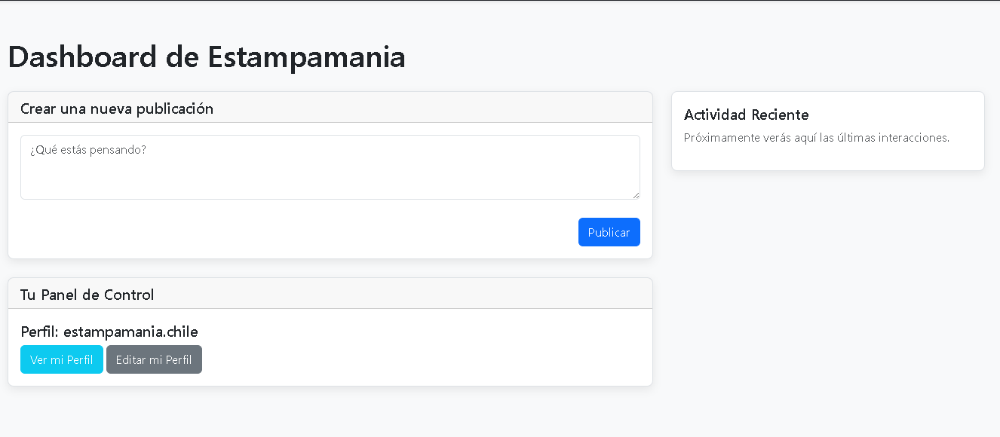 Dashboard de Estampamania
Crear una nueva publicación
¿Qué estás pensando?
Publicar
Tu Panel de Control
Perfil: estampamania.chile
Ver mi Perfil Editar mi Perfil
Actividad Reciente
Próximamente verás aquí las últimas interacciones.